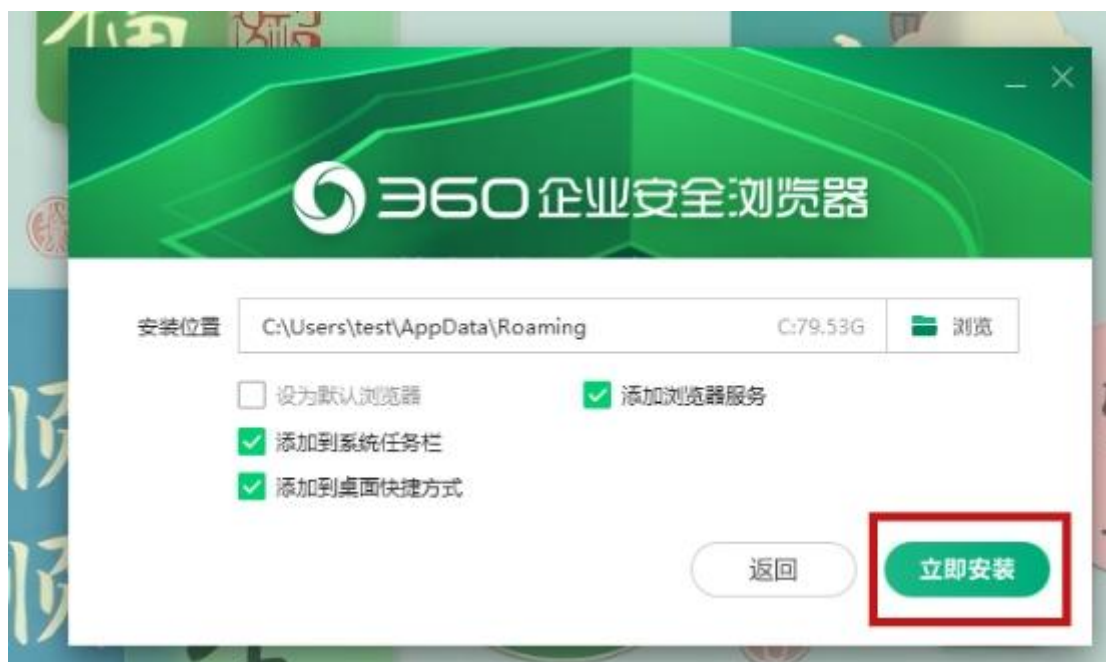 福
360企业安全浏览器
安装位置 C:\Users\test\AppData\Roaming C:79.53G 浏览
设为默认浏览器 添加浏览器服务
添加到系统任务栏
添加到桌面快捷方式
返回 立即安装
顺
顺